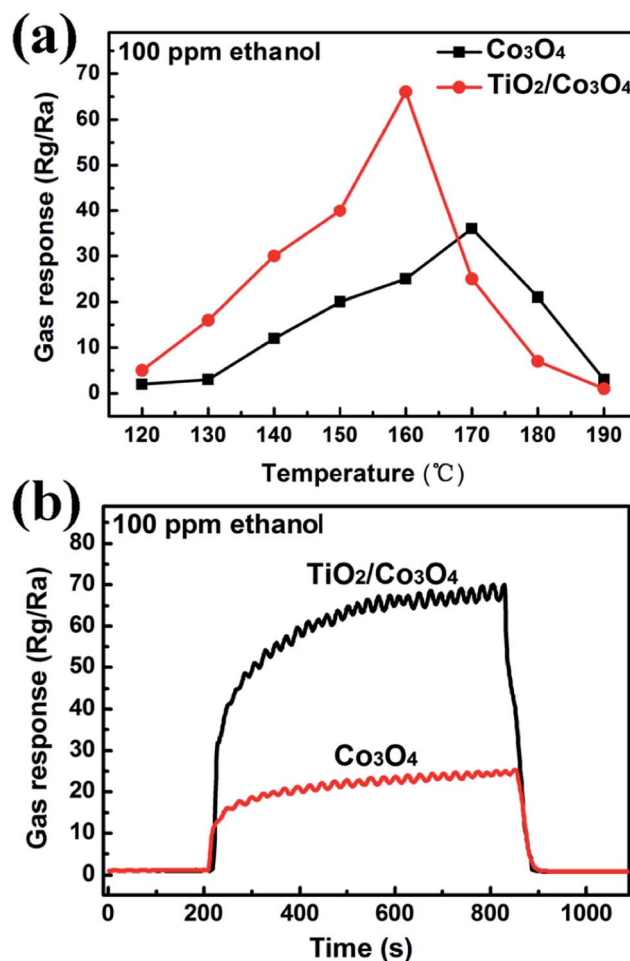 (a)
100 ppm ethanol
Co₃O₄
TiO₂/Co₃O₄
Gas response (Rg/Ra)
70
60
50
40
30
20
10
0
120 130 140 150 160 170 180 190
Temperature (℃)
(b)
100 ppm ethanol
TiO₂/Co₃O₄
Co₃O₄
Gas response (Rg/Ra)
80
70
60
50
40
30
20
10
0
0 200 400 600 800 1000
Time (s)